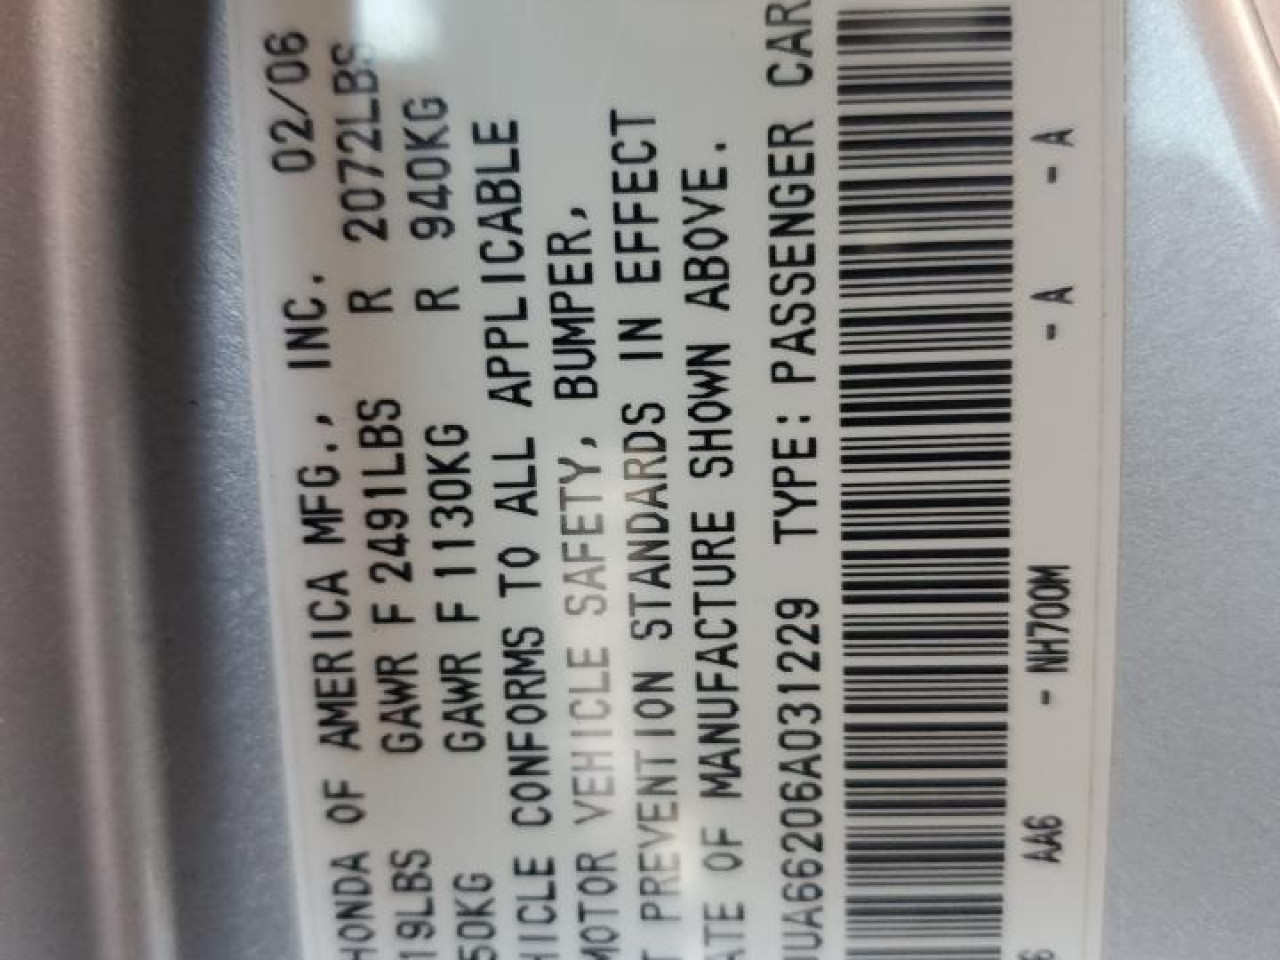 HONDA OF AMERICA MFG., INC. 02/06
19LBS GAWR F 2491LBS R 2072LBS
50KG GAWR F 1130KG R 940KG
HICLE CONFORMS TO ALL APPLICABLE
MOTOR VEHICLE SAFETY, BUMPER,
T PREVENTION STANDARDS IN EFFECT
ATE OF MANUFACTURE SHOWN ABOVE.
UUA66206A031229 TYPE: PASSENGER CAR
6 AA6 - NH700M - A - A